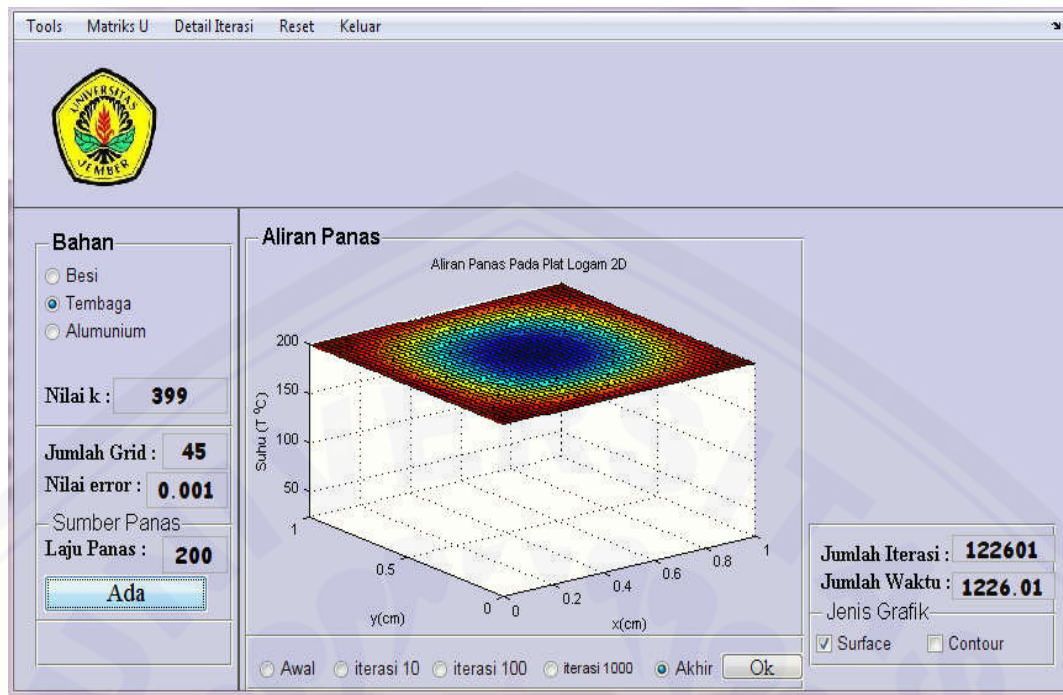 Tools Matriks U Detail Iterasi Reset Keluar
UNIVERSITAS
JEMBER
Bahan
Besi
Tembaga
Alumunium
Nilai k : 399
Jumlah Grid : 45
Nilai error : 0.001
Sumber Panas
Laju Panas : 200
Ada
Aliran Panas
Aliran Panas Pada Plat Logam 2D
Suhu (T °C)
200
150
100
50
1
0.5
0
y(cm)
0
0.2
0.4
0.6
0.8
1
x(cm)
Awal iterasi 10 iterasi 100 iterasi 1000 Akhir Ok
Jumlah Iterasi : 122601
Jumlah Waktu : 1226.01
Jenis Grafik
Surface Contour